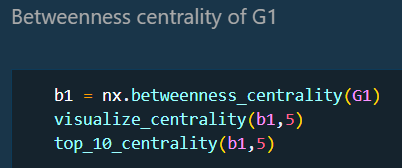 Betweenness centrality of G1
b1 = nx.betweenness_centrality(G1)
visualize_centrality(b1,5)
top_10_centrality(b1,5)